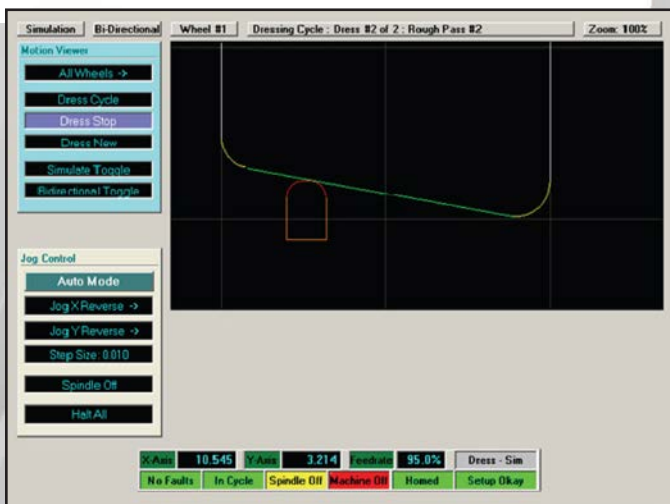 Simulation Bi-Directional Wheel #1 Dressing Cycle : Dress #2 of 2 : Rough Pass #2 Zoom: 100%
Motion Viewer
All Wheels ->
Dress Cycle
Dress Stop
Dress New
Simulate Toggle
Bidirectional Toggle
Jog Control
Auto Mode
Jog X Reverse ->
Jog Y Reverse ->
Step Size: 0.010
Spindle Off
Halt All
X-Axis 10.545 Y-Axis 3.214 Feedrate 95.0% Dress - Sim
No Faults In Cycle Spindle Off Machine Off Homed Setup Okay